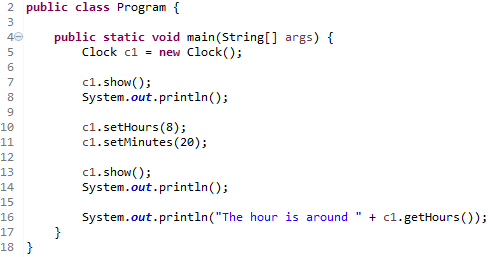 2 public class Program {
3
4 public static void main(String[] args) {
5 Clock c1 = new Clock();
6
7 c1.show();
8 System.out.println();
9
10 c1.setHours(8);
11 c1.setMinutes(20);
12
13 c1.show();
14 System.out.println();
15
16 System.out.println("The hour is around " + c1.getHours());
17 }
18 }